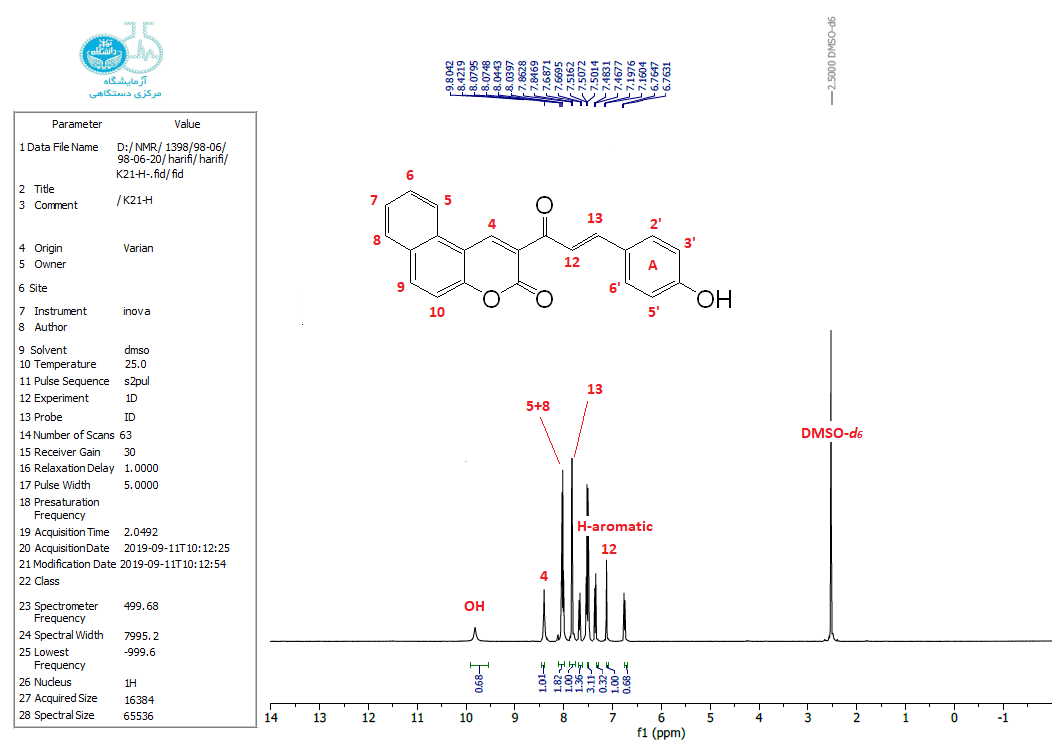 دانشگاه تهران
آزمایشگاه
مرکزی دستگاهی
9.8042
8.4219
8.0795
8.0748
8.0443
8.0397
7.8628
7.8469
7.6871
7.6695
7.5162
7.5072
7.5014
7.4831
7.4677
7.1976
7.1604
6.7647
6.7631
2.5000 DMSO-d6
Parameter Value
1 Data File Name D:/ NMR/ 1398/98-06/
98-06-20/ harifi/ harifi/
K21-H-.fid/ fid
2 Title
3 Comment / K21-H
4 Origin Varian
5 Owner
6 Site
7 Instrument inova
8 Author
9 Solvent dmso
10 Temperature 25.0
11 Pulse Sequence s2pul
12 Experiment 1D
13 Probe ID
14 Number of Scans 63
15 Receiver Gain 30
16 Relaxation Delay 1.0000
17 Pulse Width 5.0000
18 Presaturation
Frequency
19 Acquisition Time 2.0492
20 Acquisition Date 2019-09-11T10:12:25
21 Modification Date 2019-09-11T10:12:54
22 Class
23 Spectrometer 499.68
Frequency
24 Spectral Width 7995.2
25 Lowest -999.6
Frequency
26 Nucleus 1H
27 Acquired Size 16384
28 Spectral Size 65536
6
7 5
8
4
9
10
O
O
O
13
12
2'
3'
A
6'
5'
OH
13
5+8
DMSO-d6
H-aromatic
12
4
OH
0.68
1.01
1.82
1.00
1.36
3.11
0.32
1.00
0.68
14 13 12 11 10 9 8 7 6 5 4 3 2 1 0 -1
f1 (ppm)